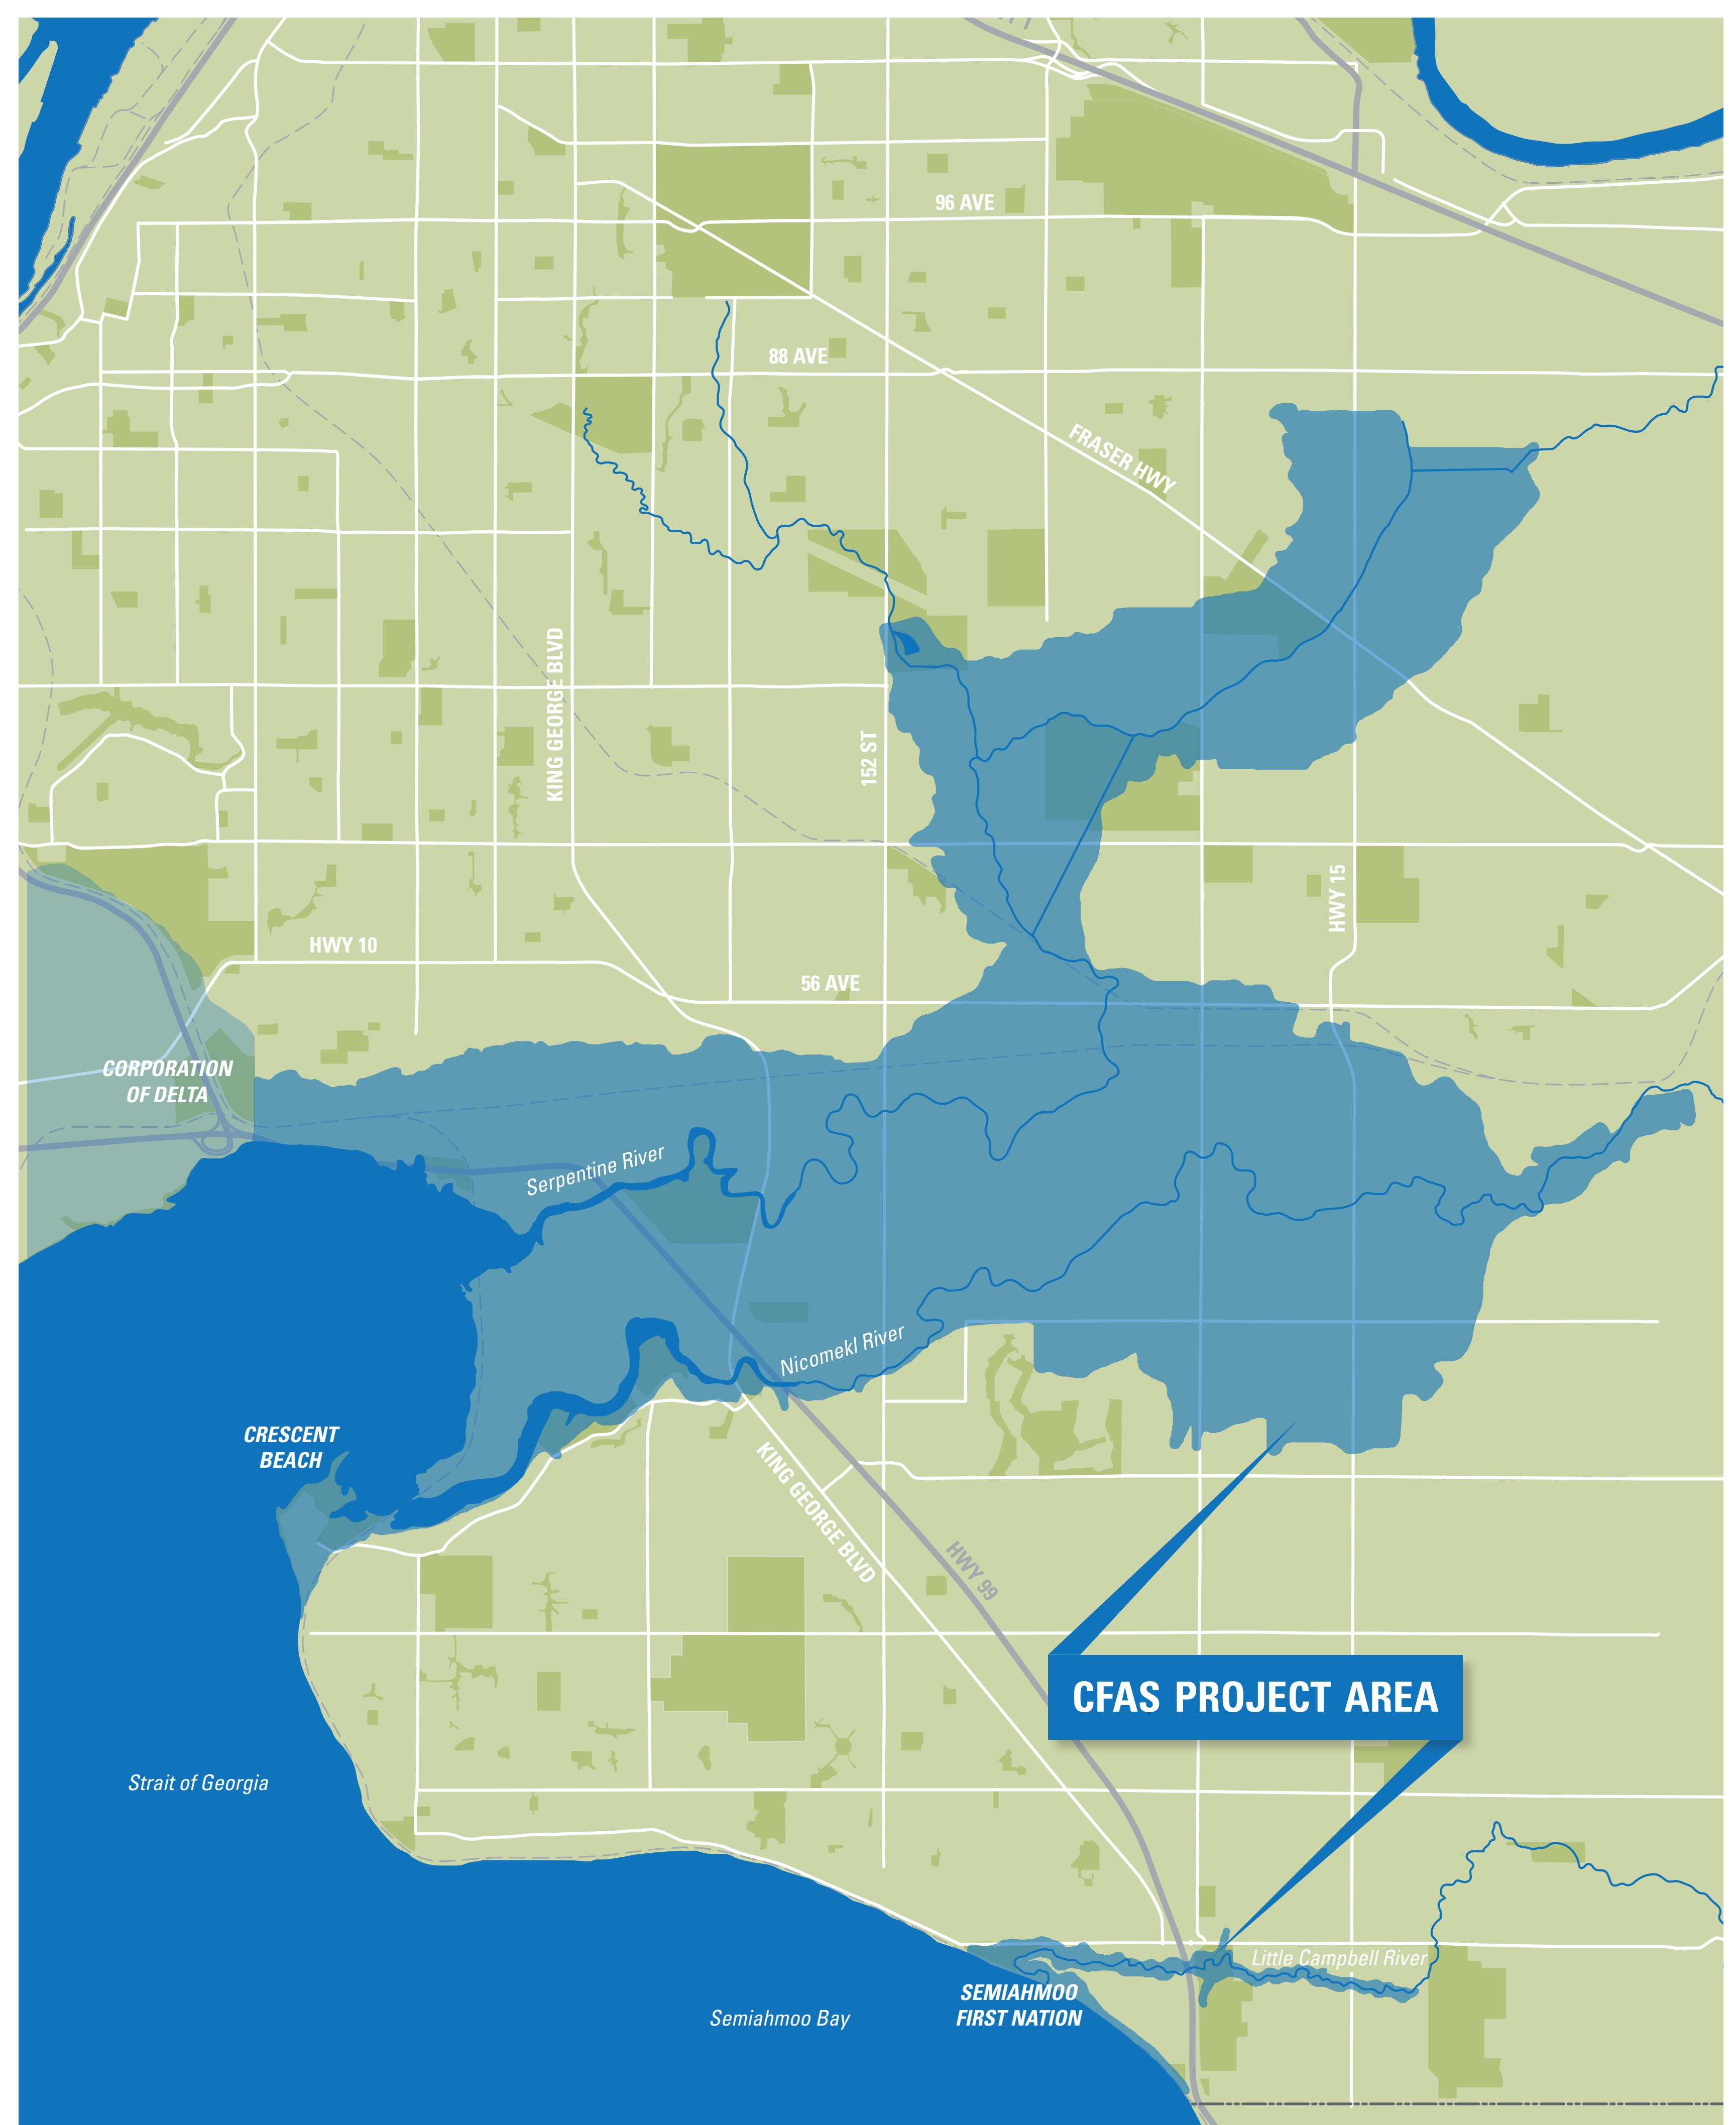 96 AVE
88 AVE
FRASER HWY
KING GEORGE BLVD
152 ST
HWY 15
HWY 10
56 AVE
CORPORATION
OF DELTA
Serpentine River
Nicomekl River
CRESCENT
BEACH
KING GEORGE BLVD
HWY 99
CFAS PROJECT AREA
Strait of Georgia
Little Campbell River
SEMIAHMOO
FIRST NATION
Semiahmoo Bay